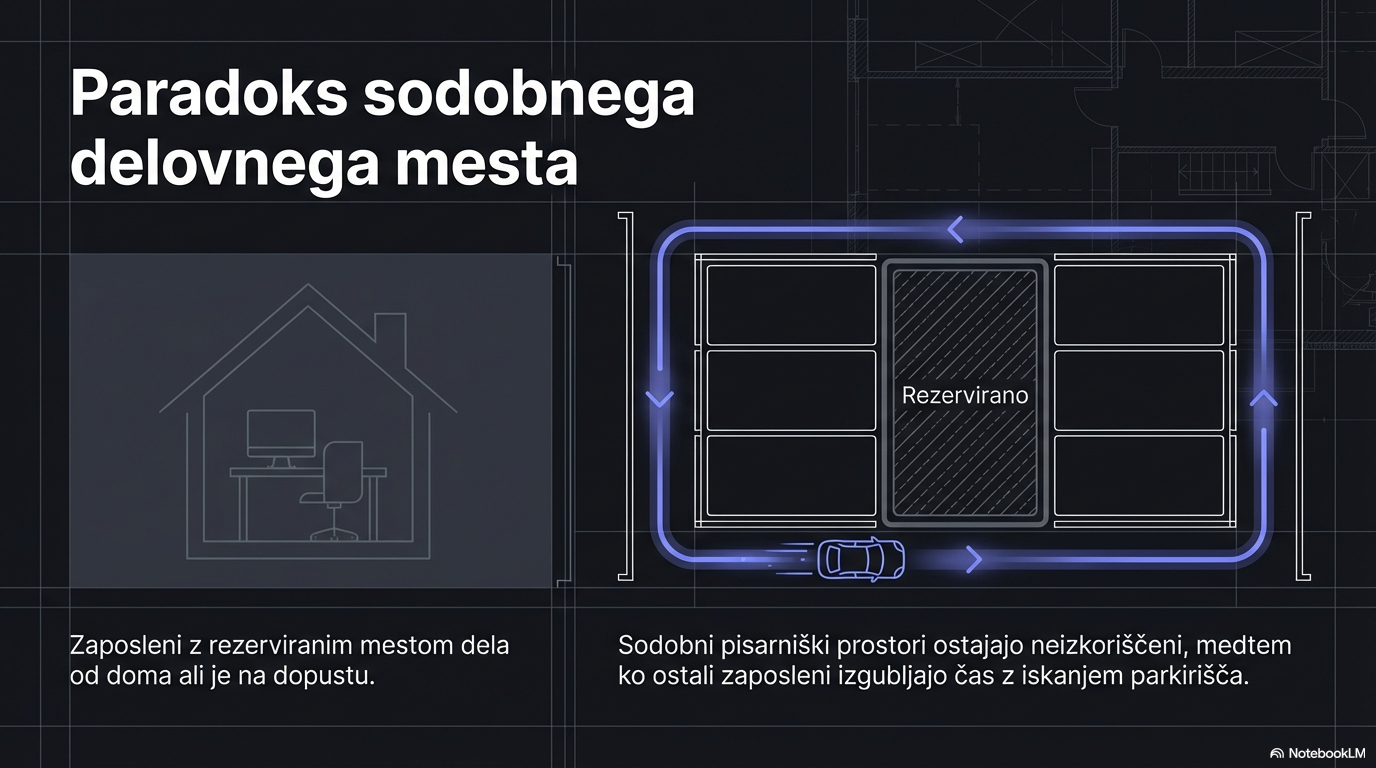 Paradoks sodobnega
delovnega mesta
Rezervirano
Zaposleni z rezerviranim mestom dela
od doma ali je na dopustu.
Sodobni pisarniški prostori ostajajo neizkoriščeni, medtem
ko ostali zaposleni izgubljajo čas z iskanjem parkirišča.
NotebookLM